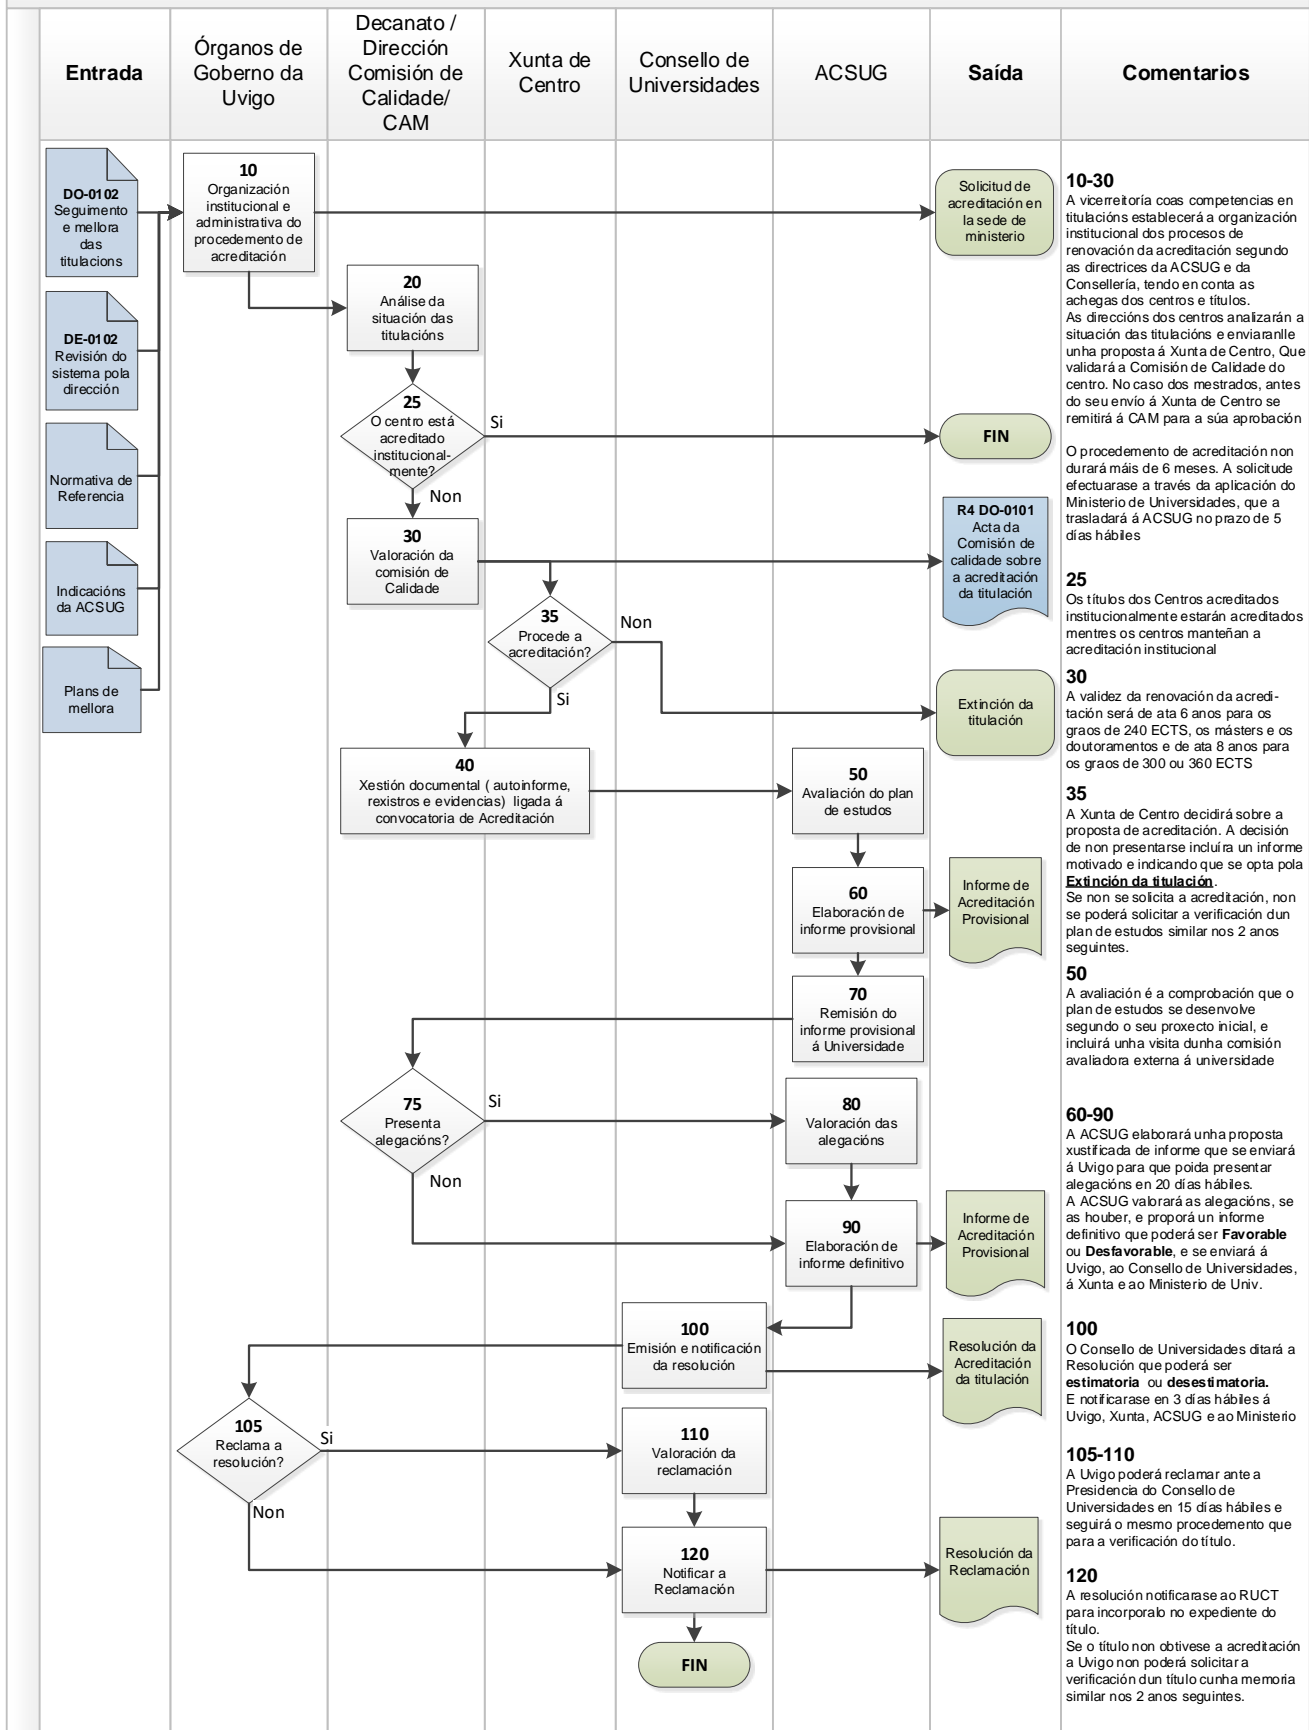 Entrada
Órganos de
Goberno da
Uvigo
Decanato /
Dirección
Comisión de
Calidade/
CAM
Xunta de
Centro
Consello de
Universidades
ACSUG
Saída
Comentarios
DO-0102
Seguimento
e mellora
das
titulacions
DE-0102
Revisión do
sistema pola
dirección
Normativa de
Referencia
Indicacións
da ACSUG
Plans de
mellora
10
Organización
institucional e
administrativa do
procedemento de
acreditación
Solicitud de
acreditación en
la sede de
ministerio
20
Análise da
situación das
titulacións
25
O centro está
acreditado
institucional-
mente?
Si
FIN
Non
30
Valoración da
comisión de
Calidade
R4 DO-0101
Acta da
Comisión de
calidade sobre
a acreditación
da titulación
35
Procede a
acreditación?
Non
Si
Extinción da
titulación
40
Xestión documental ( autoinforme,
rexistros e evidencias) ligada á
convocatoria de Acreditación
50
Avaliación do plan
de estudos
60
Elaboración de
informe provisional
Informe de
Acreditación
Provisional
70
Remisión do
informe provisional
á Universidade
75
Presenta
alegacións?
Si
Non
80
Valoración das
alegacións
90
Elaboración de
informe definitivo
Informe de
Acreditación
Provisional
100
Emisión e notificación
da resolución
Resolución da
Acreditación
da titulación
105
Reclama a
resolución?
Si
Non
110
Valoración da
reclamación
120
Notificar a
Reclamación
Resolución da
Reclamación
FIN
10-30
A vicerreitoría coas competencias en
titulacións establecerá a organización
institucional dos procesos de
renovación da acreditación segundo
as directrices da ACSUG e da
Consellería, tendo en conta as
achegas dos centros e títulos.
As direccións dos centros analizarán a
situación das titulacións e enviaranlle
unha proposta á Xunta de Centro, Que
validará a Comisión de Calidade do
centro. No caso dos mestrados, antes
do seu envío á Xunta de Centro se
remitirá á CAM para a súa aprobación
O procedemento de acreditación non
durará máis de 6 meses. A solicitude
efectuarase a través da aplicación do
Ministerio de Universidades, que a
trasladará á ACSUG no prazo de 5
días hábiles
25
Os títulos dos Centros acreditados
institucionalmente estarán acreditados
mentres os centros manteñan a
acreditación institucional
30
A validez da renovación da acredi-
tación será de ata 6 anos para os
graos de 240 ECTS, os másters e os
doutoramentos e de ata 8 anos para
os graos de 300 ou 360 ECTS
35
A Xunta de Centro decidirá sobre a
proposta de acreditación. A decisión
de non presentarse incluíra un informe
motivado e indicando que se opta pola
Extinción da titulación.
Se non se solicita a acreditación, non
se poderá solicitar a verificación dun
plan de estudos similar nos 2 anos
seguintes.
50
A avaliación é a comprobación que o
plan de estudos se desenvolve
segundo o seu proxecto inicial, e
incluirá unha visita dunha comisión
avaliadora externa á universidade
60-90
A ACSUG elaborará unha proposta
xustificada de informe que se enviará
á Uvigo para que poida presentar
alegacións en 20 días hábiles.
A ACSUG valorará as alegacións, se
as houber, e proporá un informe
definitivo que poderá ser Favorable
ou Desfavorable, e se enviará á
Uvigo, ao Consello de Universidades,
á Xunta e ao Ministerio de Univ.
100
O Consello de Universidades ditará a
Resolución que poderá ser
estimatoria ou desestimatoria.
E notificarase en 3 días hábiles á
Uvigo, Xunta, ACSUG e ao Ministerio
105-110
A Uvigo poderá reclamar ante a
Presidencia do Consello de
Universidades en 15 días hábiles e
seguirá o mesmo procedemento que
para a verificación do título.
120
A resolución notificarase ao RUCT
para incorporalo no expediente do
título.
Se o título non obtivese a acreditación
a Uvigo non poderá solicitar a
verificación dun título cunha memoria
similar nos 2 anos seguintes.